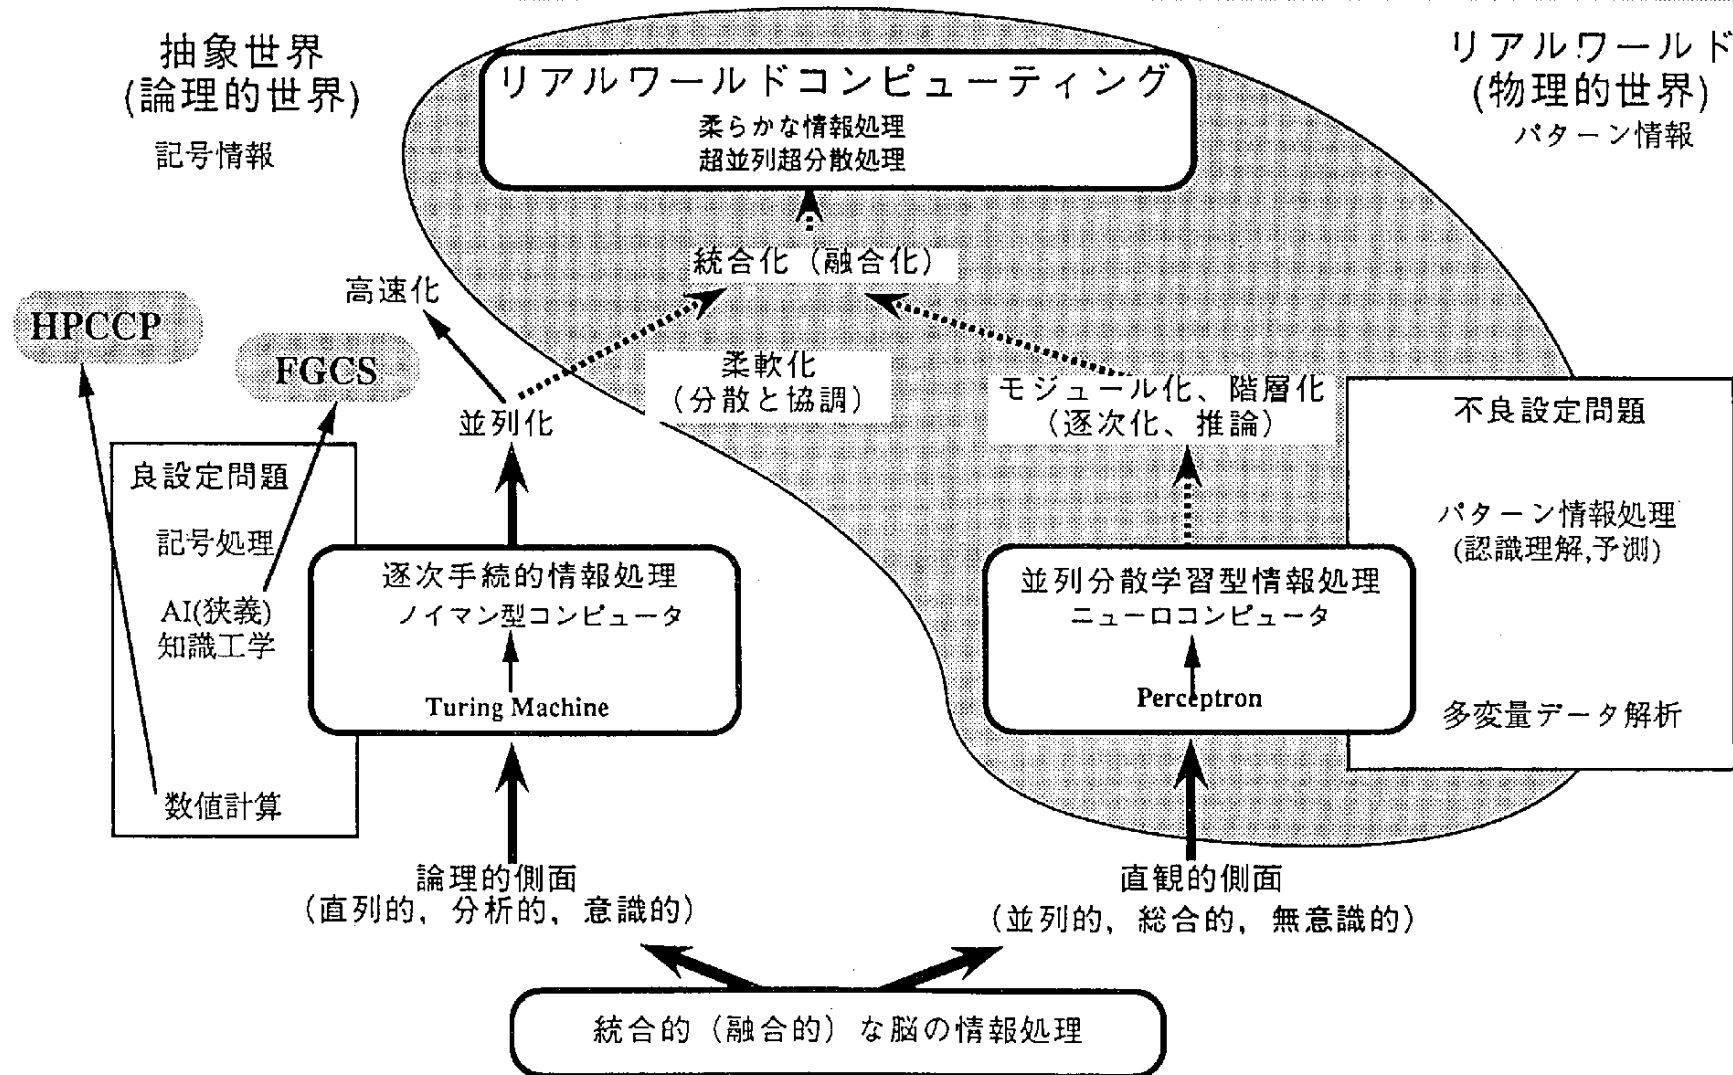 抽象世界
(論理的世界)
記号情報
リアルワールドコンピューティング
柔らかな情報処理
超並列超分散処理
リアルワールド
(物理的世界)
パターン情報
統合化（融合化）
高速化
HPCCP
FGCS
柔軟化
（分散と協調）
並列化
モジュール化、階層化
（逐次化、推論）
不良設定問題
パターン情報処理
(認識理解,予測)
多変量データ解析
良設定問題
記号処理
AI(狭義)
知識工学
数値計算
逐次手続的情報処理
ノイマン型コンピュータ
Turing Machine
並列分散学習型情報処理
ニューロコンピュータ
Perceptron
論理的側面
（直列的，分析的，意識的）
直観的側面
（並列的，総合的，無意識的）
統合的（融合的）な脳の情報処理